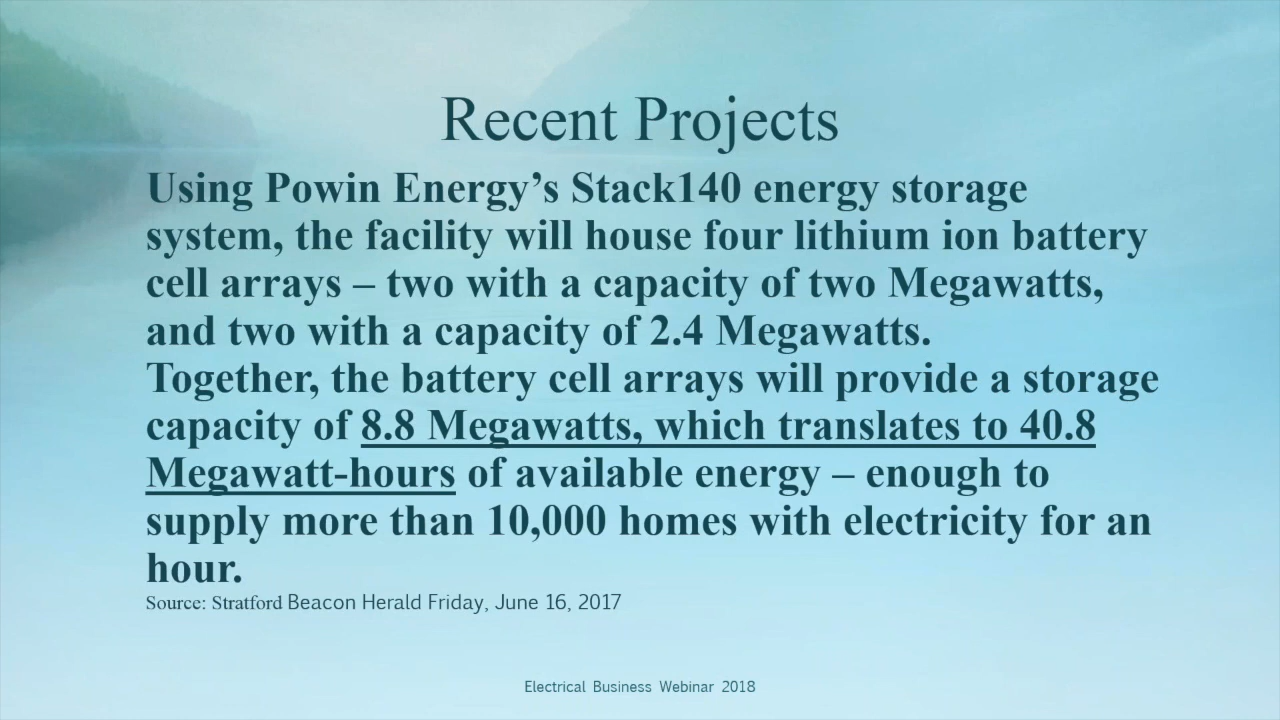 Recent Projects
Using Powin Energy’s Stack140 energy storage
system, the facility will house four lithium ion battery
cell arrays – two with a capacity of two Megawatts,
and two with a capacity of 2.4 Megawatts.
Together, the battery cell arrays will provide a storage
capacity of 8.8 Megawatts, which translates to 40.8
Megawatt-hours of available energy – enough to
supply more than 10,000 homes with electricity for an
hour.
Source: Stratford Beacon Herald Friday, June 16, 2017
Electrical Business Webinar 2018